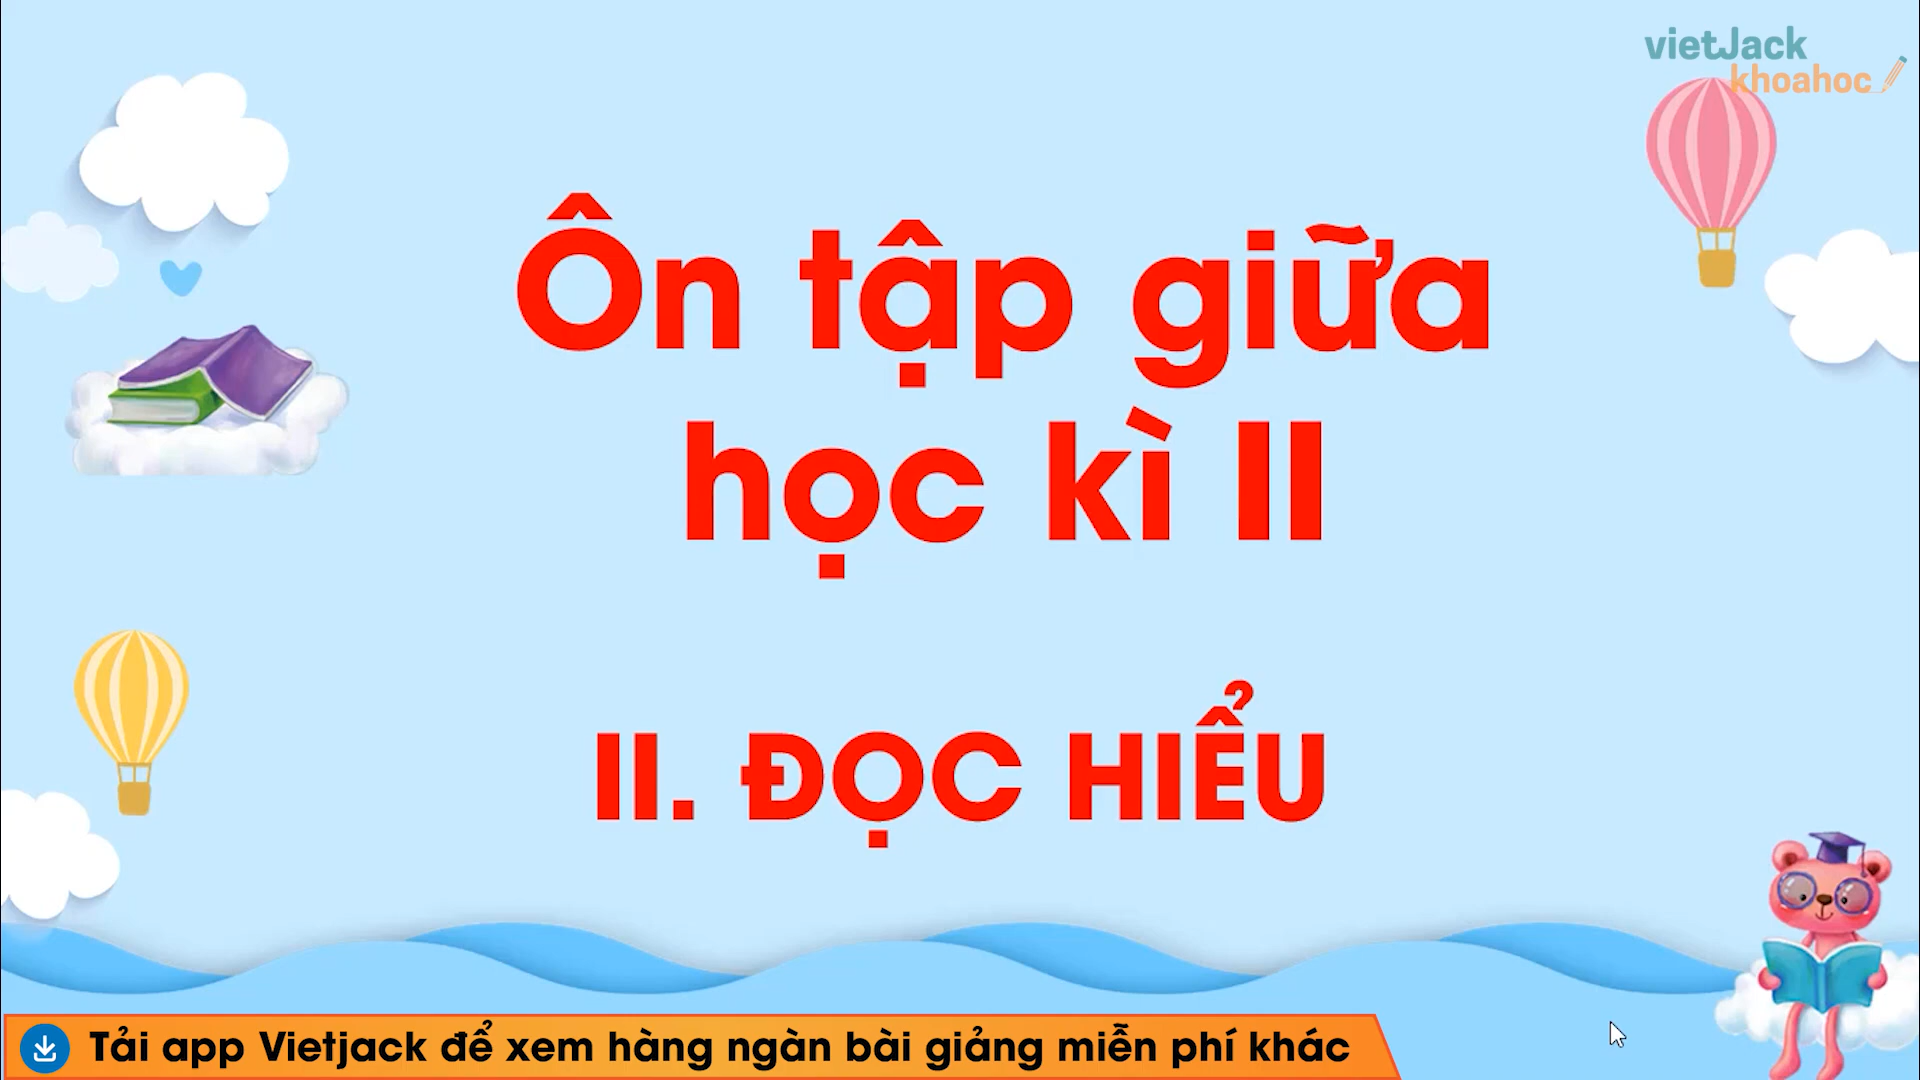 vietJack
khoahoc
Ôn tập giữa
học kì II
II. ĐỌC HIỂU
Tải app Vietjack để xem hàng ngàn bài giảng miễn phí khác